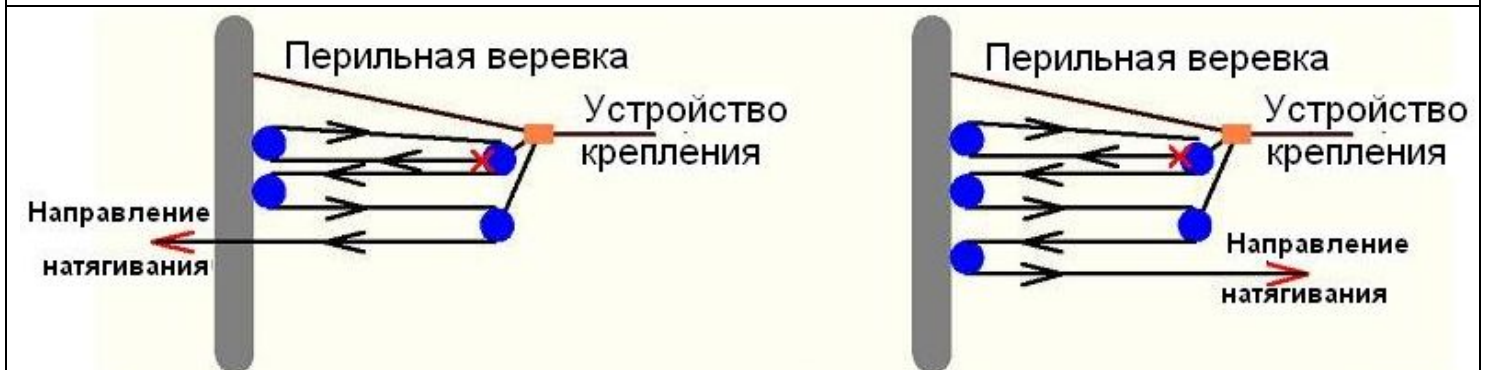 Перильная веревка
Устройство
крепления
Направление
натягивания
Перильная веревка
Устройство
крепления
Направление
натягивания